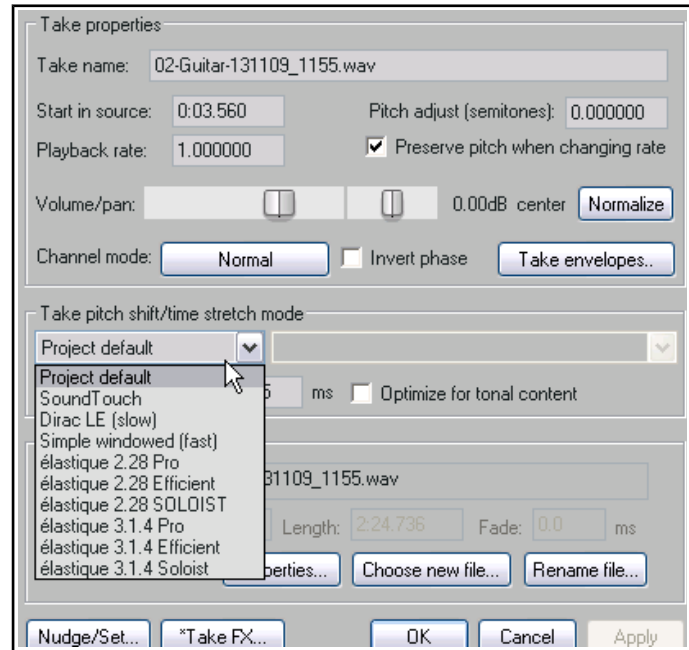 Take properties
Take name: 02-Guitar-131109_1155.wav
Start in source: 0:03.560 Pitch adjust (semitones): 0.000000
Playback rate: 1.000000 Preserve pitch when changing rate
Volume/pan: 0.00dB center Normalize
Channel mode: Normal Invert phase Take envelopes..
Take pitch shift/time stretch mode
Project default
Project default
SoundTouch
ms Optimize for tonal content
Dirac LE (slow)
Simple windowed (fast)
élastique 2.28 Pro
élastique 2.28 Efficient
31109_1155.wav
élastique 2.28 SOLOIST
élastique 3.1.4 Pro
Length: 2:24.736 Fade: 0.0 ms
élastique 3.1.4 Efficient
élastique 3.1.4 Soloist
perties... Choose new file... Rename file...
Nudge/Set... *Take FX... OK Cancel Apply